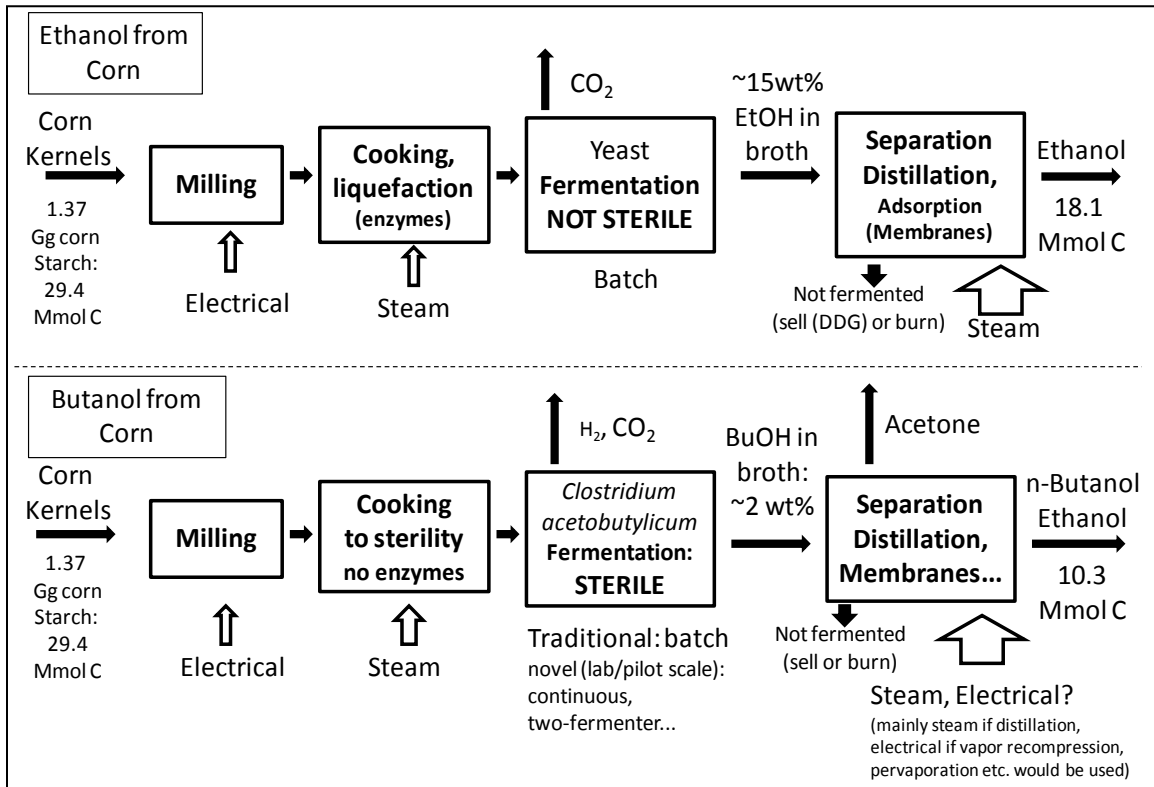 Ethanol from
Corn
Corn
Kernels
1.37
Gg corn
Starch:
29.4
Mmol C
Milling
Electrical
Cooking,
liquefaction
(enzymes)
Steam
CO2
Yeast
Fermentation
NOT STERILE
Batch
~15wt%
EtOH in
broth
Separation
Distillation,
Adsorption
(Membranes)
Not fermented
(sell (DDG) or burn)
Steam
Ethanol
18.1
Mmol C
Butanol from
Corn
Corn
Kernels
1.37
Gg corn
Starch:
29.4
Mmol C
Milling
Electrical
Cooking
to sterility
no enzymes
Steam
H2, CO2
Clostridium
acetobutylicum
Fermentation:
STERILE
Traditional: batch
novel (lab/pilot scale):
continuous,
two-fermenter...
BuOH in
broth:
~2 wt%
Acetone
Separation
Distillation,
Membranes...
Not fermented
(sell or burn)
Steam, Electrical?
(mainly steam if distillation,
electrical if vapor recompression,
pervaporation etc. would be used)
n-Butanol
Ethanol
10.3
Mmol C